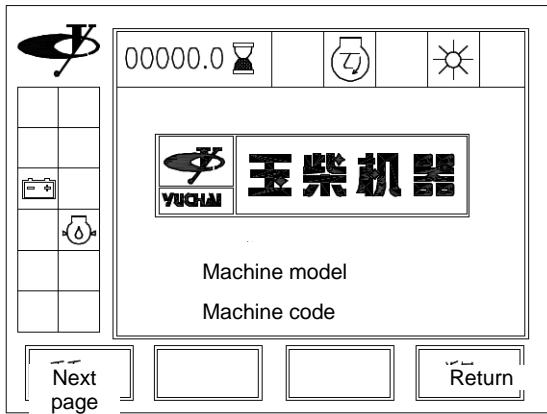 00000.0
YUCHAI
玉柴机器
Machine model
Machine code
Next
page
Return